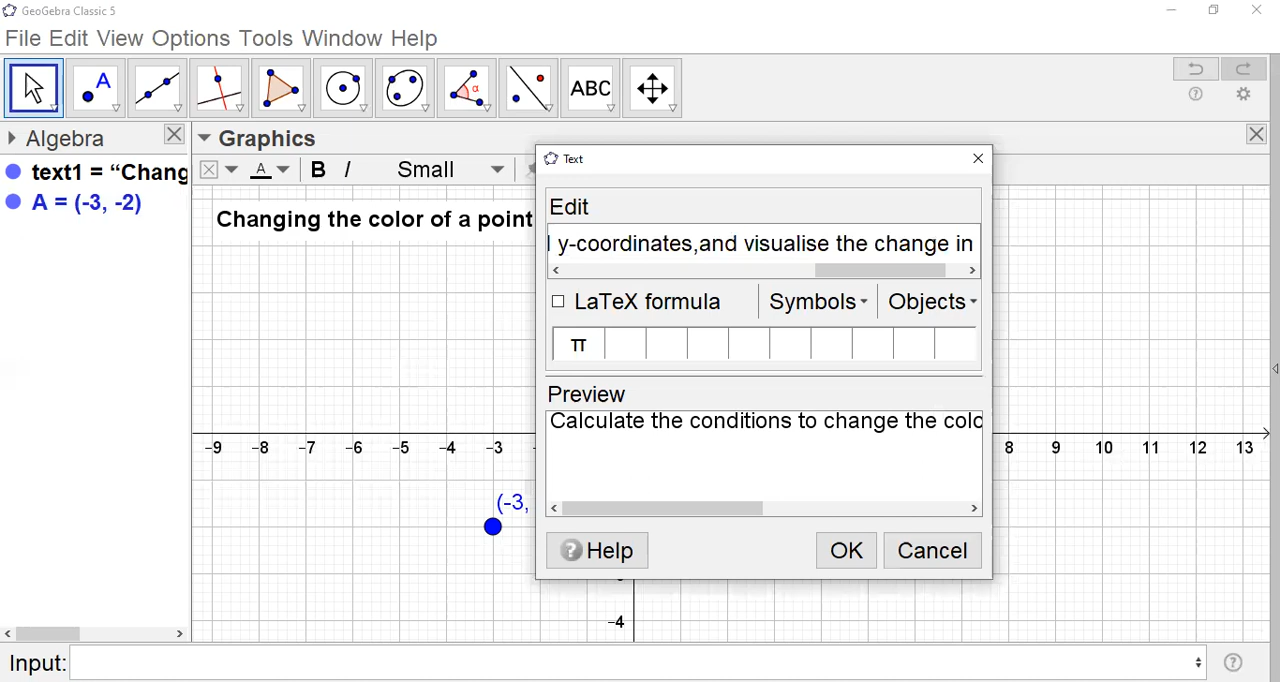 GeoGebra Classic 5
File Edit View Options Tools Window Help
A
α
ABC
Algebra
Graphics
text1 = “Chang
A = (-3, -2)
A
B I Small
Changing the color of a point
(-3,
–9 –8 –7 –6 –5 –4 –3 8 9 10 11 12 13
–4
Text
Edit
y-coordinates,and visualise the change in
LaTeX formula Symbols Objects
π
Preview
Calculate the conditions to change the colo
? Help OK Cancel
Input: